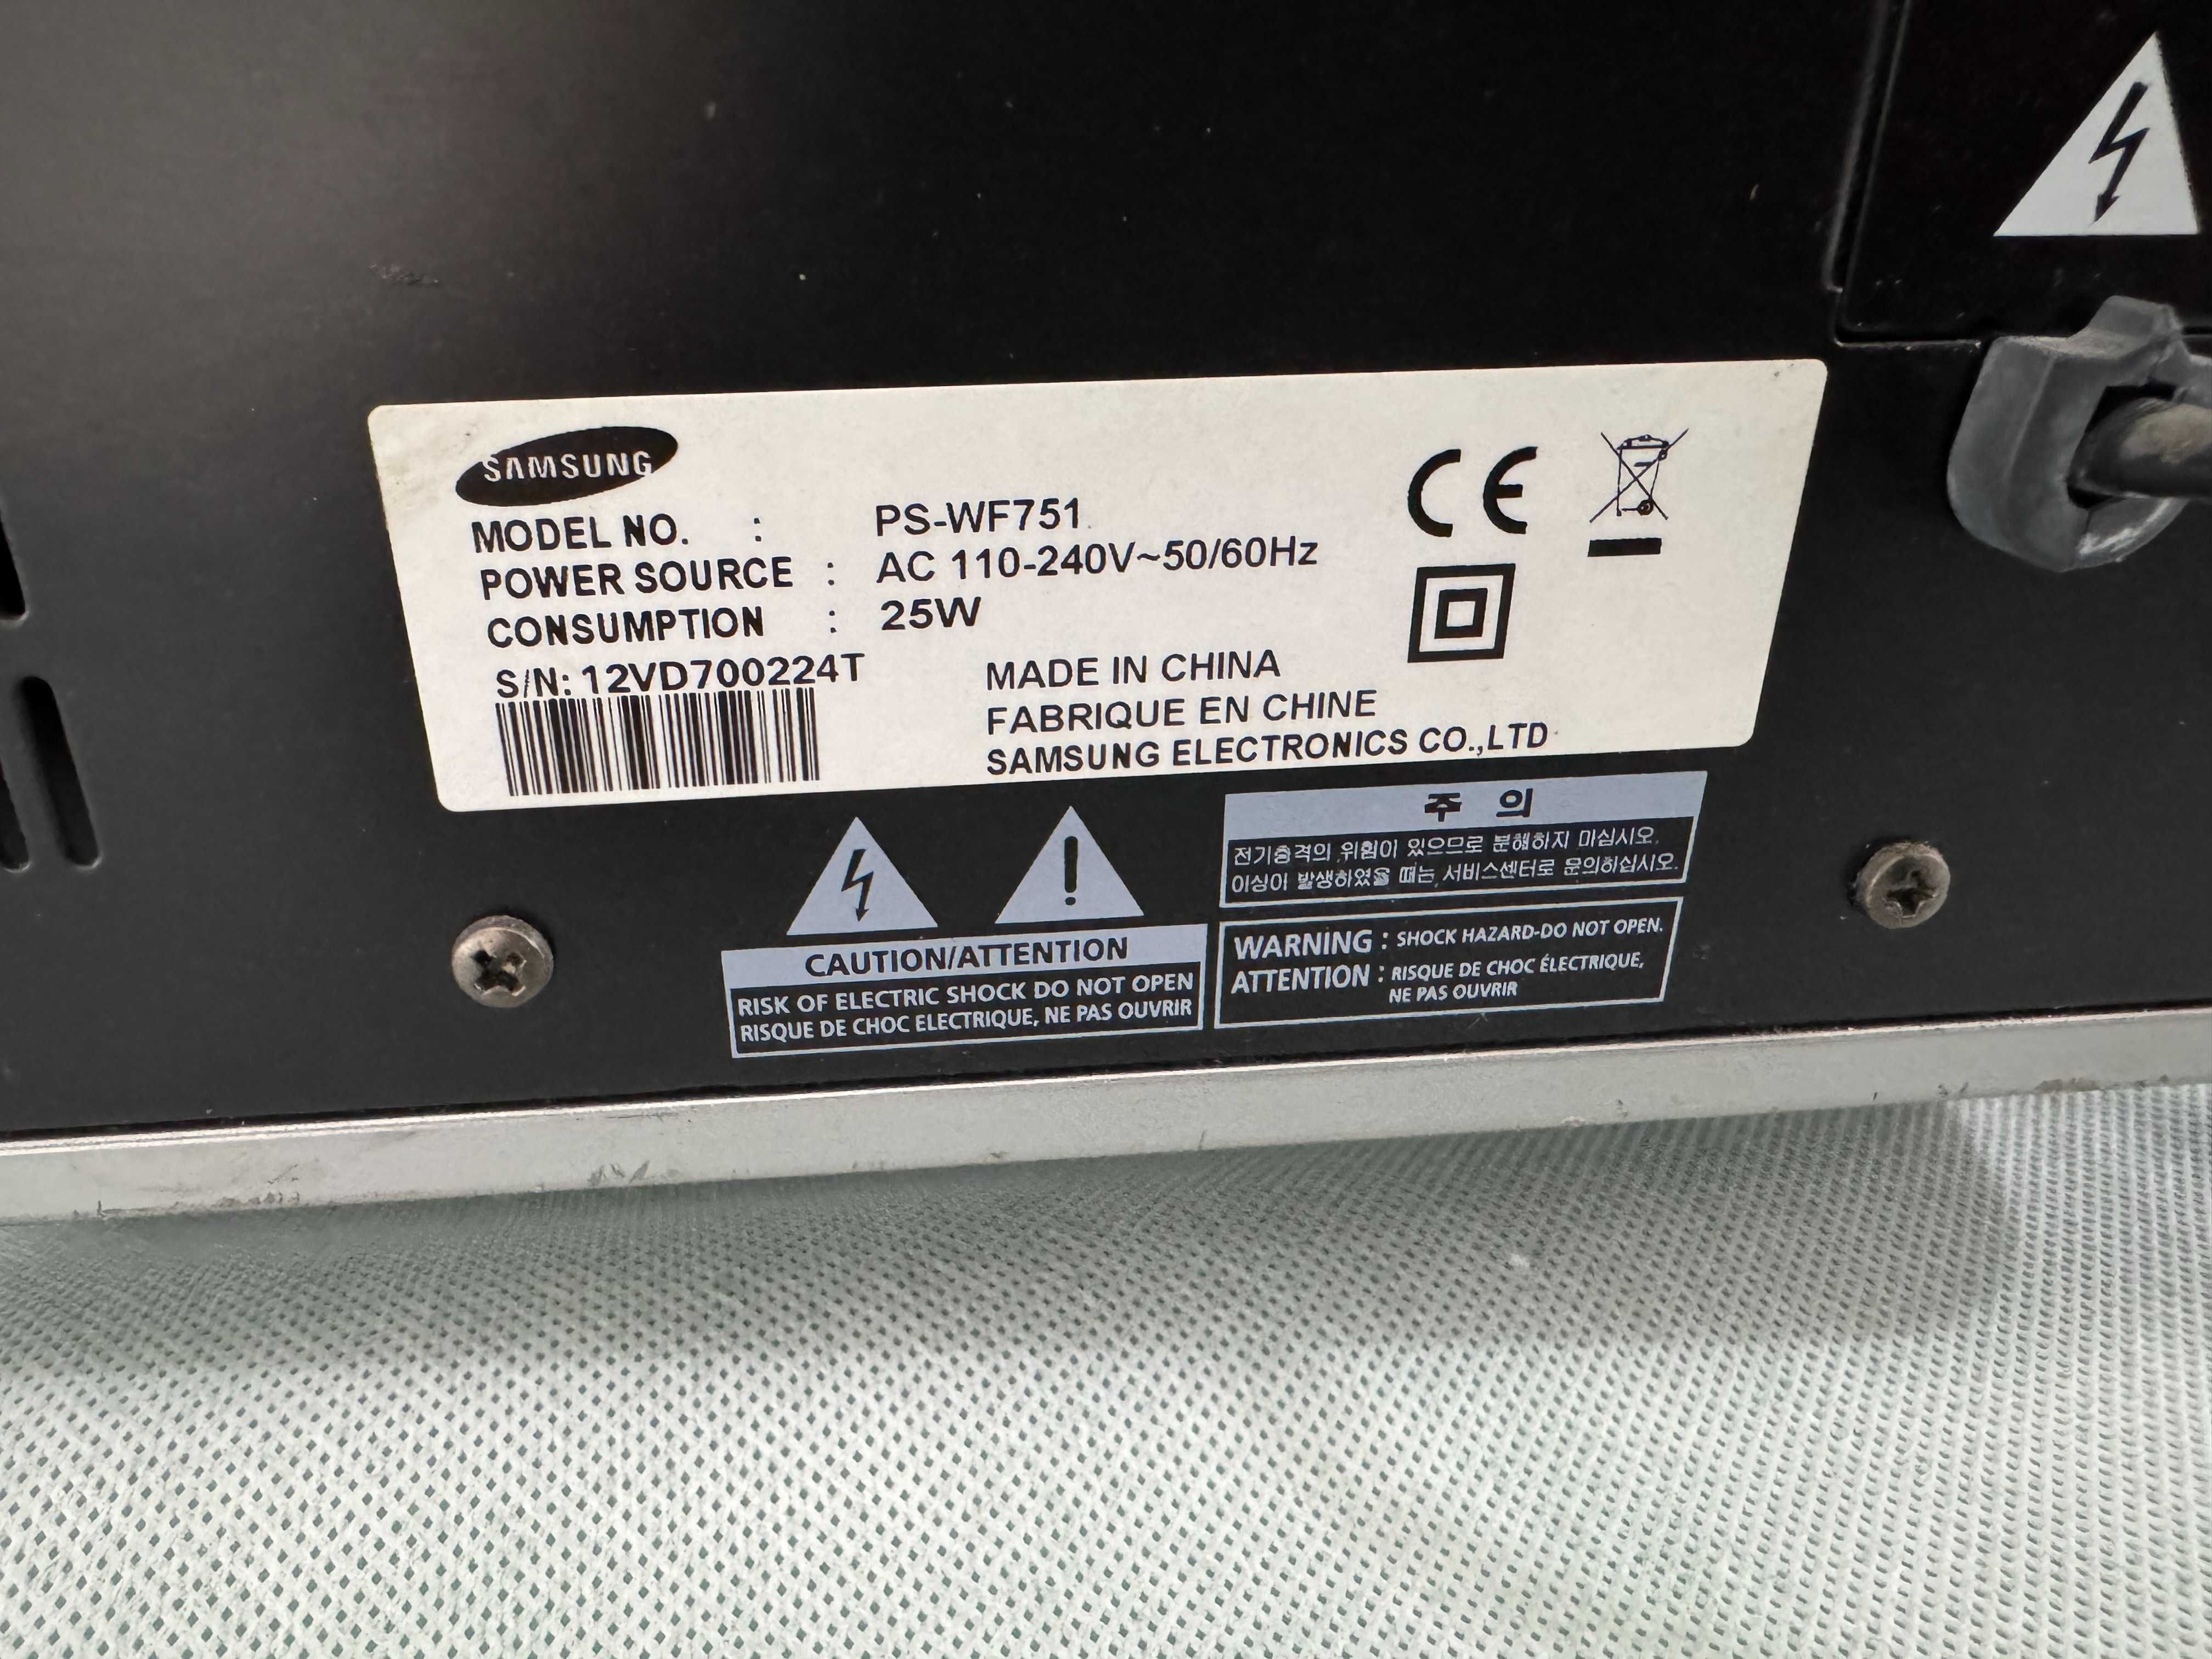 SAMSUNG
MODEL NO. : PS-WF751
POWER SOURCE : AC 110-240V~50/60Hz
CONSUMPTION : 25W
S/N: 12VD700224T
MADE IN CHINA
FABRIQUE EN CHINE
SAMSUNG ELECTRONICS CO.,LTD
CE
CAUTION/ATTENTION
RISK OF ELECTRIC SHOCK DO NOT OPEN
RISQUE DE CHOC ELECTRIQUE, NE PAS OUVRIR
주 의
전기충격의 위험이 있으므로 분해하지 마십시오.
이상이 발생하였을 때는 서비스센터로 문의하십시오.
WARNING : SHOCK HAZARD-DO NOT OPEN.
ATTENTION : RISQUE DE CHOC ÉLECTRIQUE,
NE PAS OUVRIR